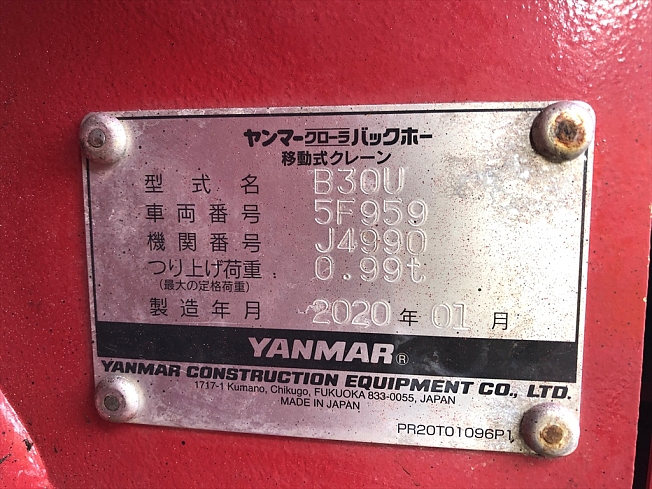 ヤンマークローラバックホー
移動式クレーン
型式名 B30U
車両番号 5F959
機関番号 J4990
つり上げ荷重 0.99t
(最大の定格荷重)
製造年月 2020年01月
YANMAR®
YANMAR CONSTRUCTION EQUIPMENT CO., LTD.
1717-1 Kumano, Chikugo, FUKUOKA 833-0055, JAPAN
MADE IN JAPAN
PR20T01096P1